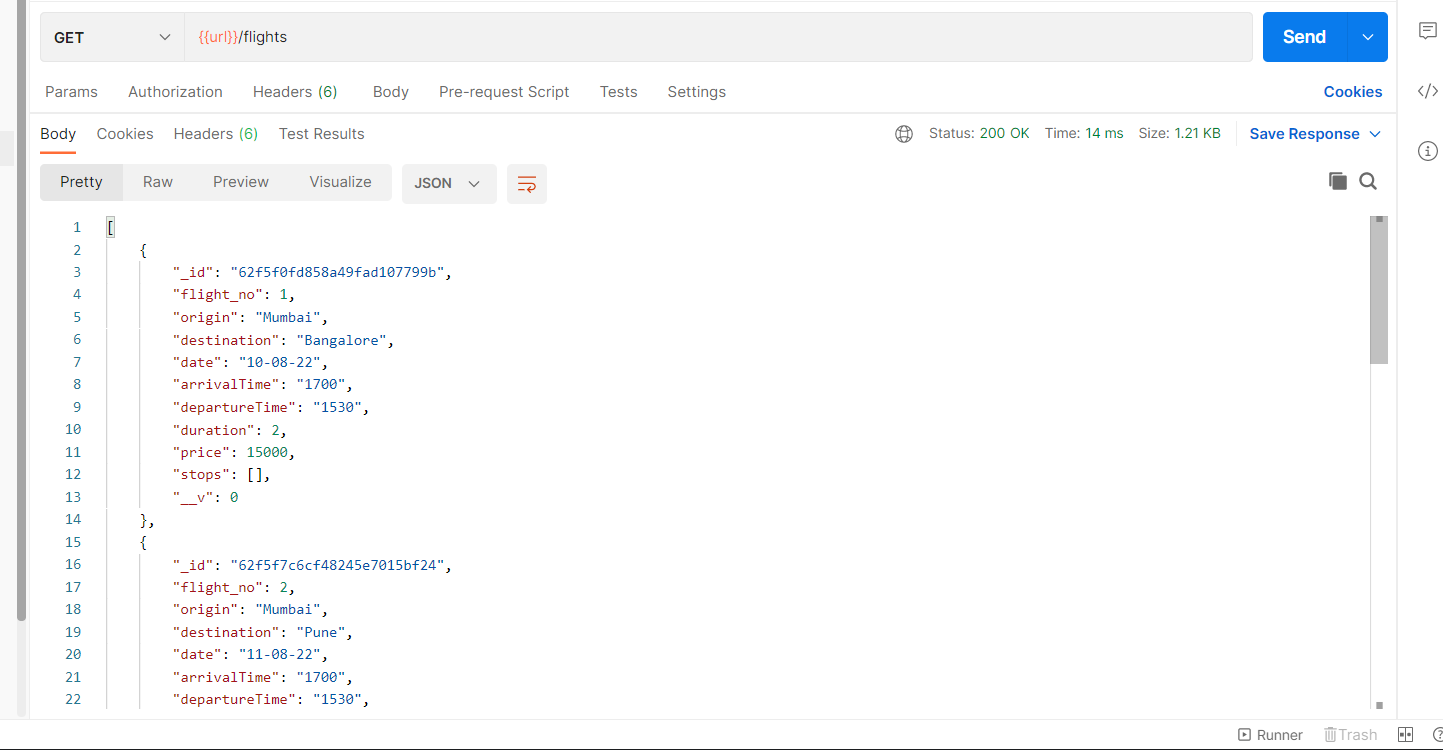 GET {{url}}/flights Send
Params Authorization Headers (6) Body Pre-request Script Tests Settings Cookies
Body Cookies Headers (6) Test Results Status: 200 OK Time: 14 ms Size: 1.21 KB Save Response
Pretty Raw Preview Visualize JSON
1 [
2 {
3 "_id": "62f5f0fd858a49fad107799b",
4 "flight_no": 1,
5 "origin": "Mumbai",
6 "destination": "Bangalore",
7 "date": "10-08-22",
8 "arrivalTime": "1700",
9 "departureTime": "1530",
10 "duration": 2,
11 "price": 15000,
12 "stops": [],
13 "__v": 0
14 },
15 {
16 "_id": "62f5f7c6cf48245e7015bf24",
17 "flight_no": 2,
18 "origin": "Mumbai",
19 "destination": "Pune",
20 "date": "11-08-22",
21 "arrivalTime": "1700",
22 "departureTime": "1530",
Runner Trash